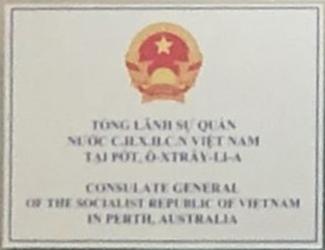 TỔNG LÃNH SỰ QUÁN
NƯỚC C.H.X.H.C.N VIỆT NAM
TẠI PỚT, Ô-XTRÂY-LI-A
CONSULATE GENERAL
OF THE SOCIALIST REPUBLIC OF VIETNAM
IN PERTH, AUSTRALIA